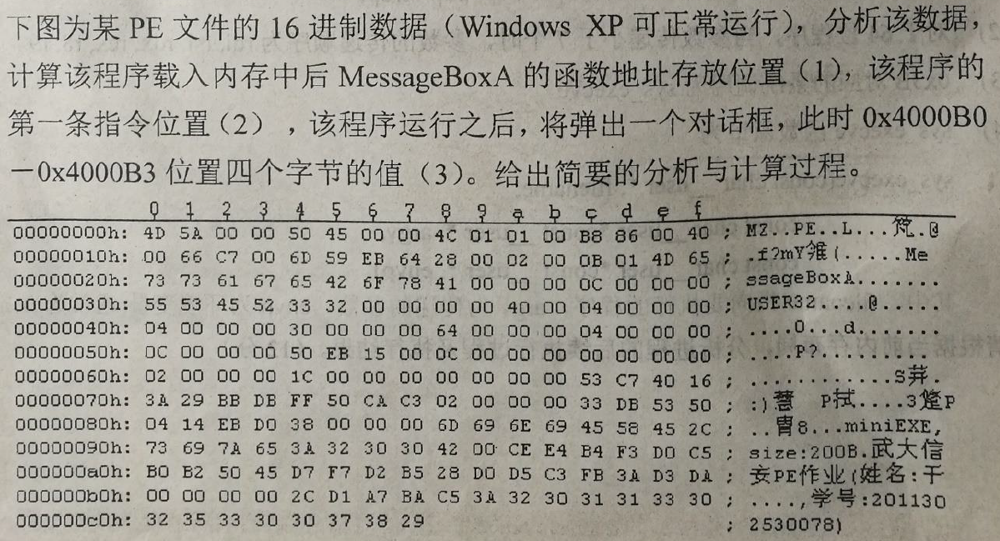 下图为某 PE 文件的 16 进制数据（Windows XP 可正常运行），分析该数据，
计算该程序载入内存中后 MessageBoxA 的函数地址存放位置（1），该程序的
第一条指令位置（2），该程序运行之后，将弹出一个对话框，此时 0x4000B0
－0x4000B3 位置四个字节的值（3）。给出简要的分析与计算过程。
0 1 2 3 4 5 6 7 8 9 a b c d e f
00000000h: 4D 5A 00 00 50 45 00 00 4C 01 01 00 B8 86 00 40 ; MZ..PE..L....@
00000010h: 00 66 C7 00 6D 59 EB 64 28 00 02 00 0B 01 4D 65 ; .f?mY雉(.....Me
00000020h: 73 73 61 67 65 42 6F 78 41 00 00 00 0C 00 00 00 ; ssageBoxA.......
00000030h: 55 53 45 52 33 32 00 00 00 00 40 00 04 00 00 00 ; USER32....@.....
00000040h: 04 00 00 00 30 00 00 00 64 00 00 00 04 00 00 00 ; ....0...d.......
00000050h: 0C 00 00 00 50 EB 15 00 0C 00 00 00 00 00 00 00 ; ....P?..........
00000060h: 02 00 00 00 1C 00 00 00 00 00 00 00 53 C7 40 16 ; ............S茾.
00000070h: 3A 29 BB DB FF 50 CA C3 02 00 00 00 33 DB 53 50 ; :) P拭....3跾P
00000080h: 04 14 EB D0 38 00 00 00 6D 69 6E 69 45 58 45 2C ; ..胄8...miniEXE,
00000090h: 73 69 7A 65 3A 32 30 30 42 00 CE E4 B4 F3 D0 C5 ; size:200B.武大信
000000a0h: B0 B2 50 45 D7 F7 D2 B5 28 D0 D5 C3 FB 3A D3 DA ; 安PE作业(姓名:于
000000b0h: 00 00 00 00 2C D1 A7 BA C5 3A 32 30 31 31 33 30 ; ....,学号:201130
000000c0h: 32 35 33 30 30 37 38 29 ; 2530078)